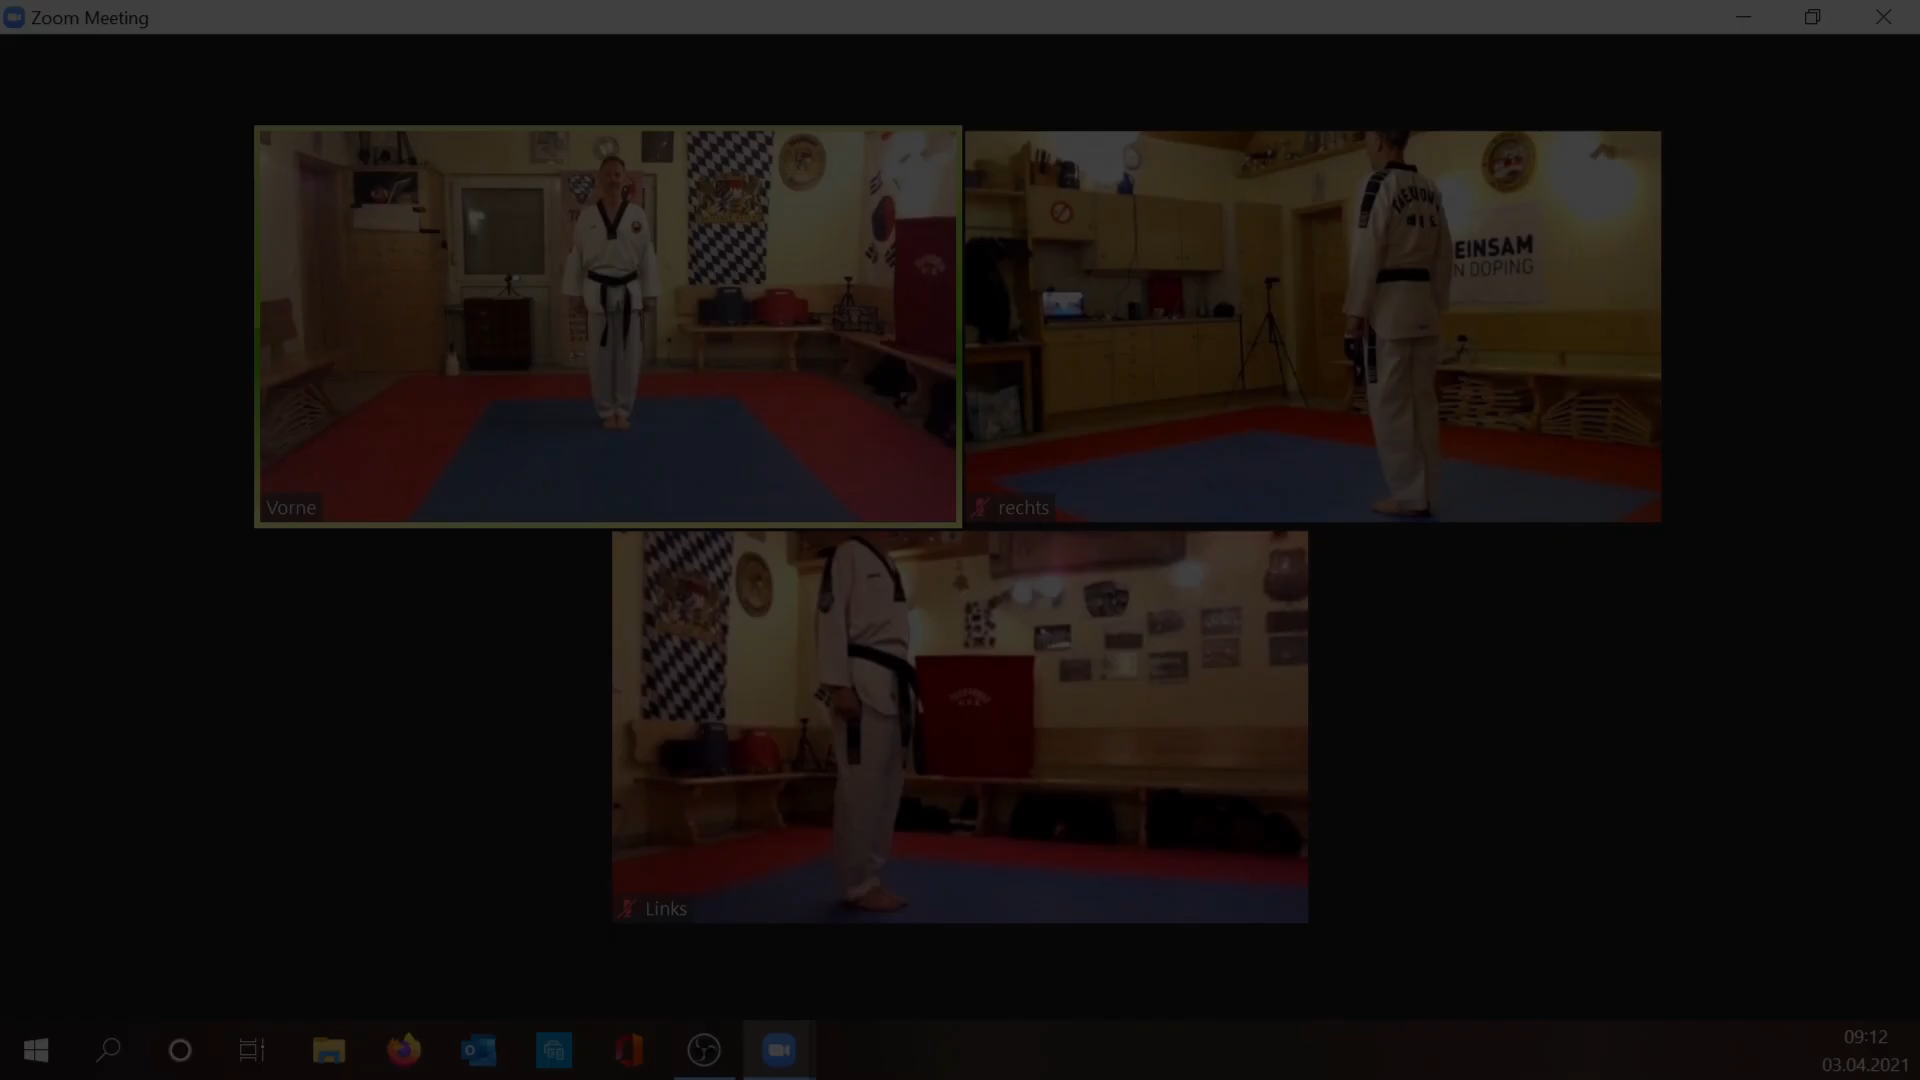 Zoom Meeting
EINSAM
N DOPING
Vorne
rechts
Links
09:12
03.04.2021